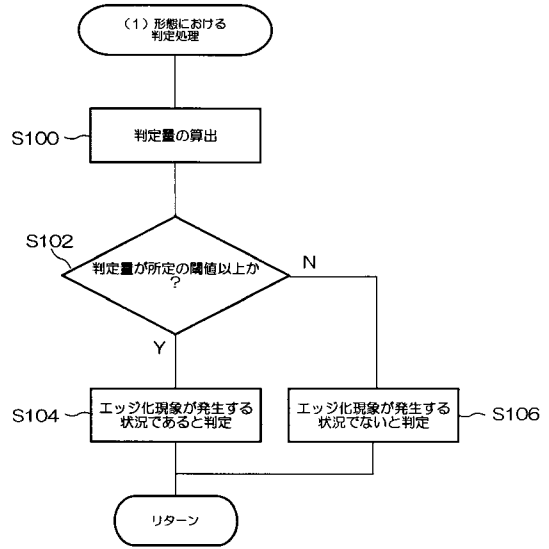 （1）形態における
判定処理
S100
判定量の算出
S102
判定量が所定の閾値以上か
？
N
Y
S104
エッジ化現象が発生する
状況であると判定
エッジ化現象が発生する
状況でないと判定
S106
リターン